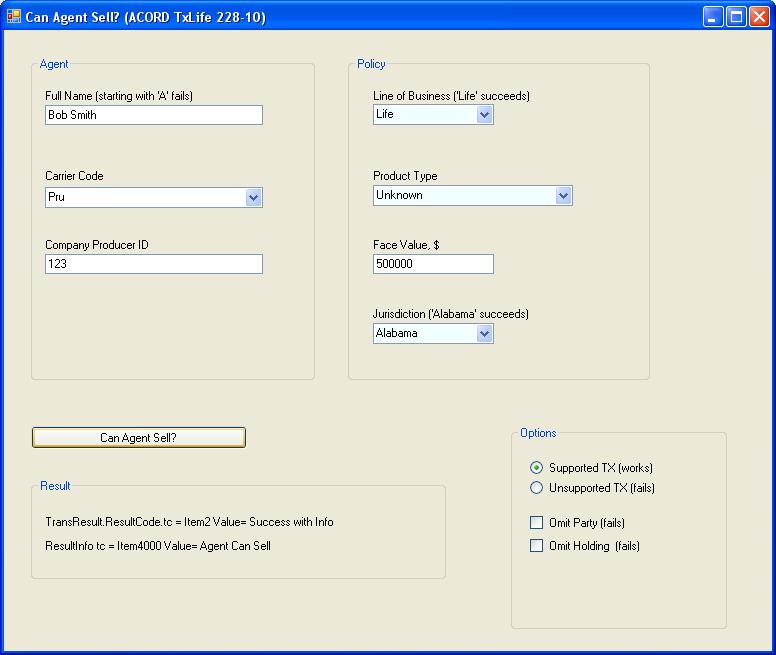 Can Agent Sell? (ACORD TxLife 228-10)
Agent
Full Name (starting with 'A' fails)
Bob Smith
Carrier Code
Pru
Company Producer ID
123
Policy
Line of Business ('Life' succeeds)
Life
Product Type
Unknown
Face Value, $
500000
Jurisdiction ('Alabama' succeeds)
Alabama
Can Agent Sell?
Result
TransResult.ResultCode.tc = Item2 Value= Success with Info
ResultInfo tc = Item4000 Value= Agent Can Sell
Options
Supported TX (works)
Unsupported TX (fails)
Omit Party (fails)
Omit Holding (fails)